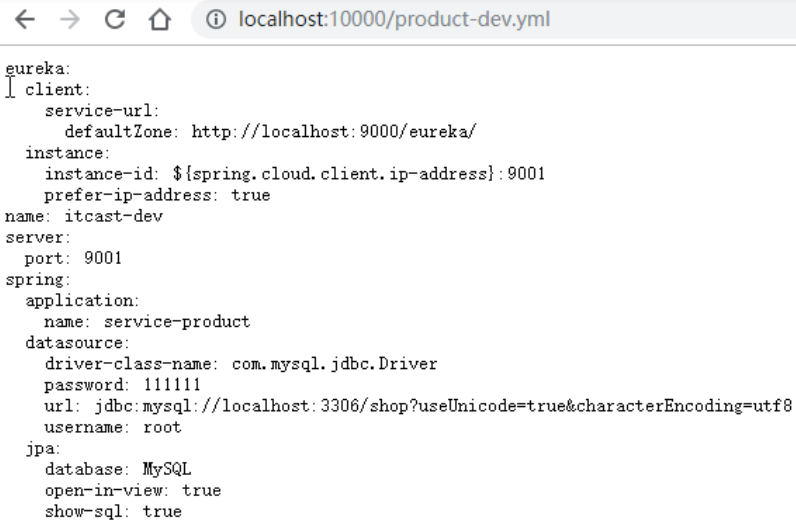 localhost:10000/product-dev.yml
eureka:
  client:
    service-url:
      defaultZone: http://localhost:9000/eureka/
  instance:
    instance-id: ${spring.cloud.client.ip-address}:9001
    prefer-ip-address: true
name: itcast-dev
server:
  port: 9001
spring:
  application:
    name: service-product
  datasource:
    driver-class-name: com.mysql.jdbc.Driver
    password: 111111
    url: jdbc:mysql://localhost:3306/shop?useUnicode=true&characterEncoding=utf8
    username: root
  jpa:
    database: MySQL
    open-in-view: true
    show-sql: true